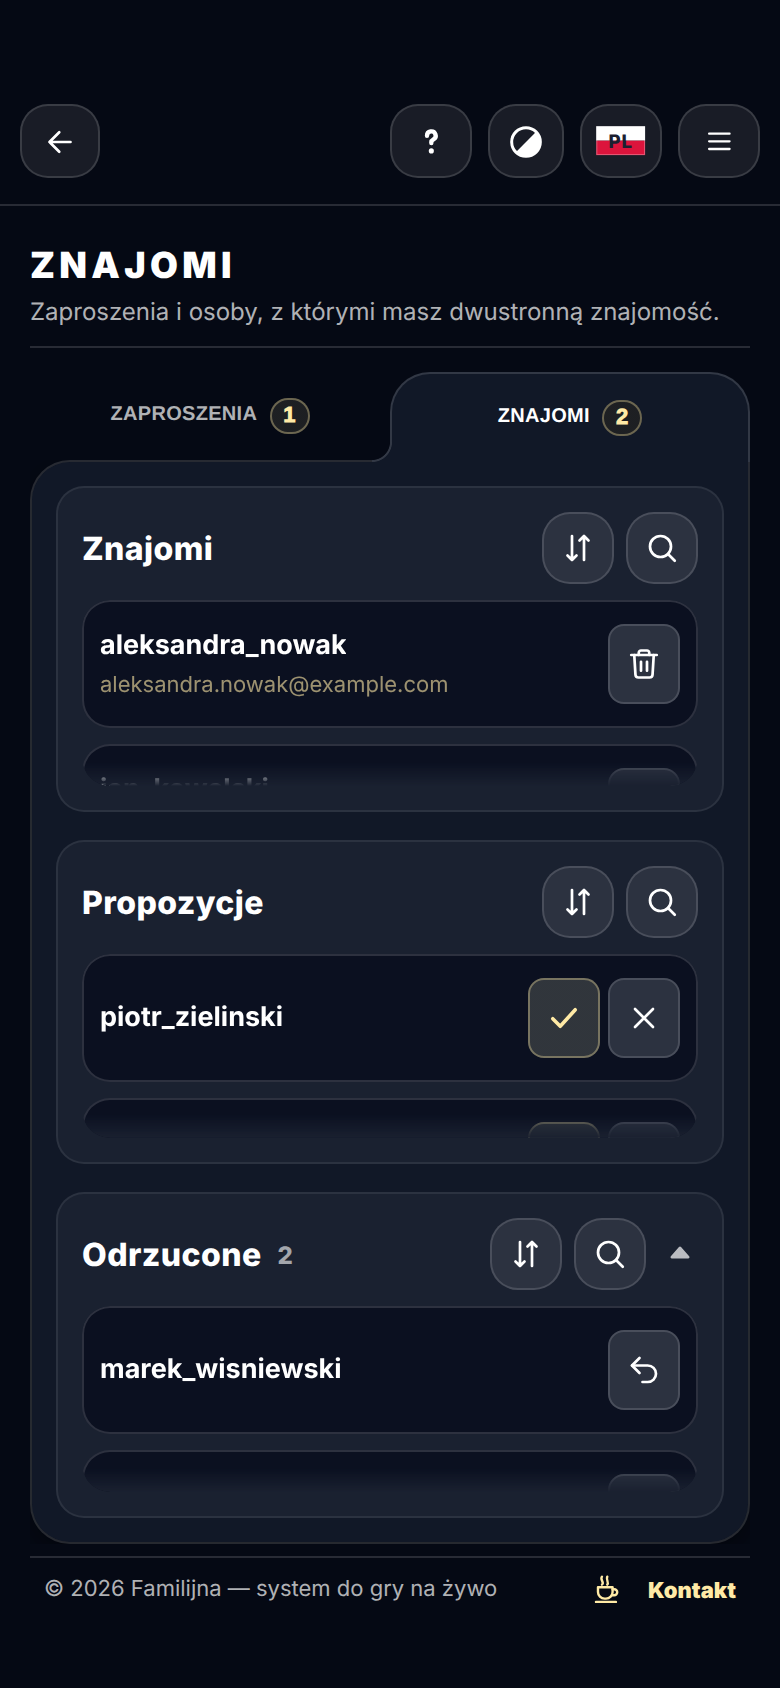 ?
PL
ZNAJOMI
Zaproszenia i osoby, z którymi masz dwustronną znajomość.
ZAPROSZENIA 1
ZNAJOMI 2
Znajomi
aleksandra_nowak
aleksandra.nowak@example.com
Propozycje
piotr_zielinski
Odrzucone 2
marek_wisniewski
© 2026 Familijna — system do gry na żywo
Kontakt